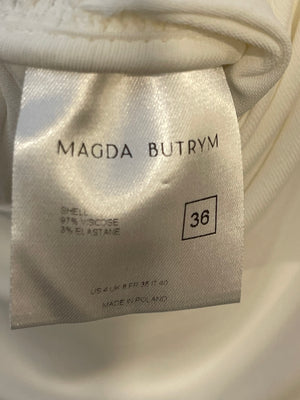 MAGDA BUTRYM
SHELL
97% VISCOSE
3% ELASTANE
36
US 4 UK 8 FR 36 IT 40
MADE IN POLAND